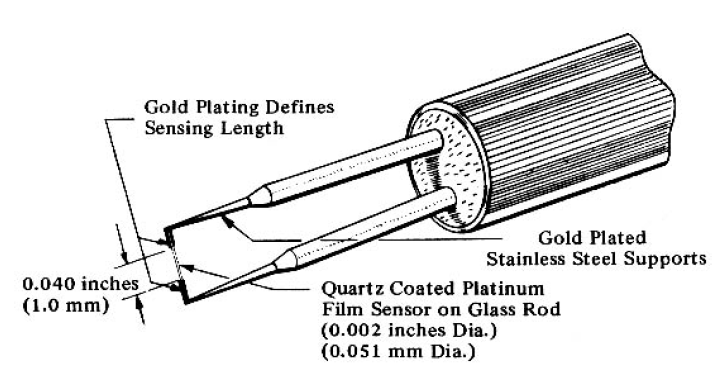 Gold Plating Defines
Sensing Length
Gold Plated
Stainless Steel Supports
0.040 inches
(1.0 mm)
Quartz Coated Platinum
Film Sensor on Glass Rod
(0.002 inches Dia.)
(0.051 mm Dia.)